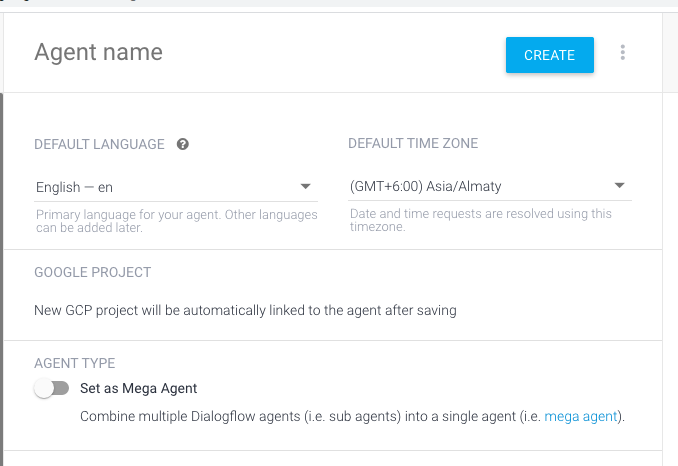 Agent name
CREATE
DEFAULT LANGUAGE
DEFAULT TIME ZONE
English — en
(GMT+6:00) Asia/Almaty
Primary language for your agent. Other languages
can be added later.
Date and time requests are resolved using this
timezone.
GOOGLE PROJECT
New GCP project will be automatically linked to the agent after saving
AGENT TYPE
Set as Mega Agent
Combine multiple Dialogflow agents (i.e. sub agents) into a single agent (i.e. mega agent).